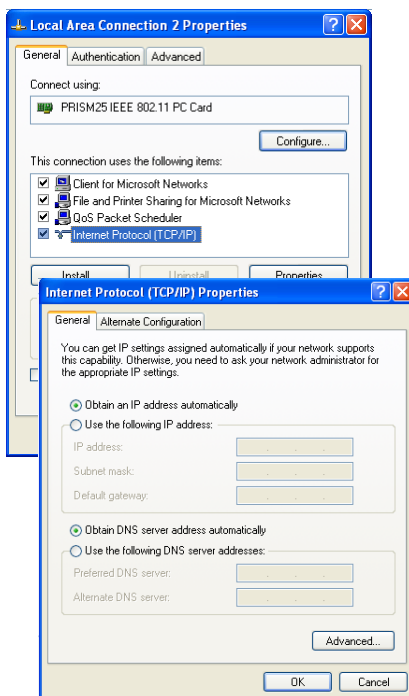 Local Area Connection 2 Properties
General Authentication Advanced
Connect using:
PRISM25 IEEE 802.11 PC Card
Configure...
This connection uses the following items:
Client for Microsoft Networks
File and Printer Sharing for Microsoft Networks
QoS Packet Scheduler
Internet Protocol (TCP/IP)
Install... Uninstall Properties
Internet Protocol (TCP/IP) Properties
General Alternate Configuration
You can get IP settings assigned automatically if your network supports
this capability. Otherwise, you need to ask your network administrator for
the appropriate IP settings.
Obtain an IP address automatically
Use the following IP address:
IP address:
Subnet mask:
Default gateway:
Obtain DNS server address automatically
Use the following DNS server addresses:
Preferred DNS server:
Alternate DNS server:
Advanced...
OK Cancel